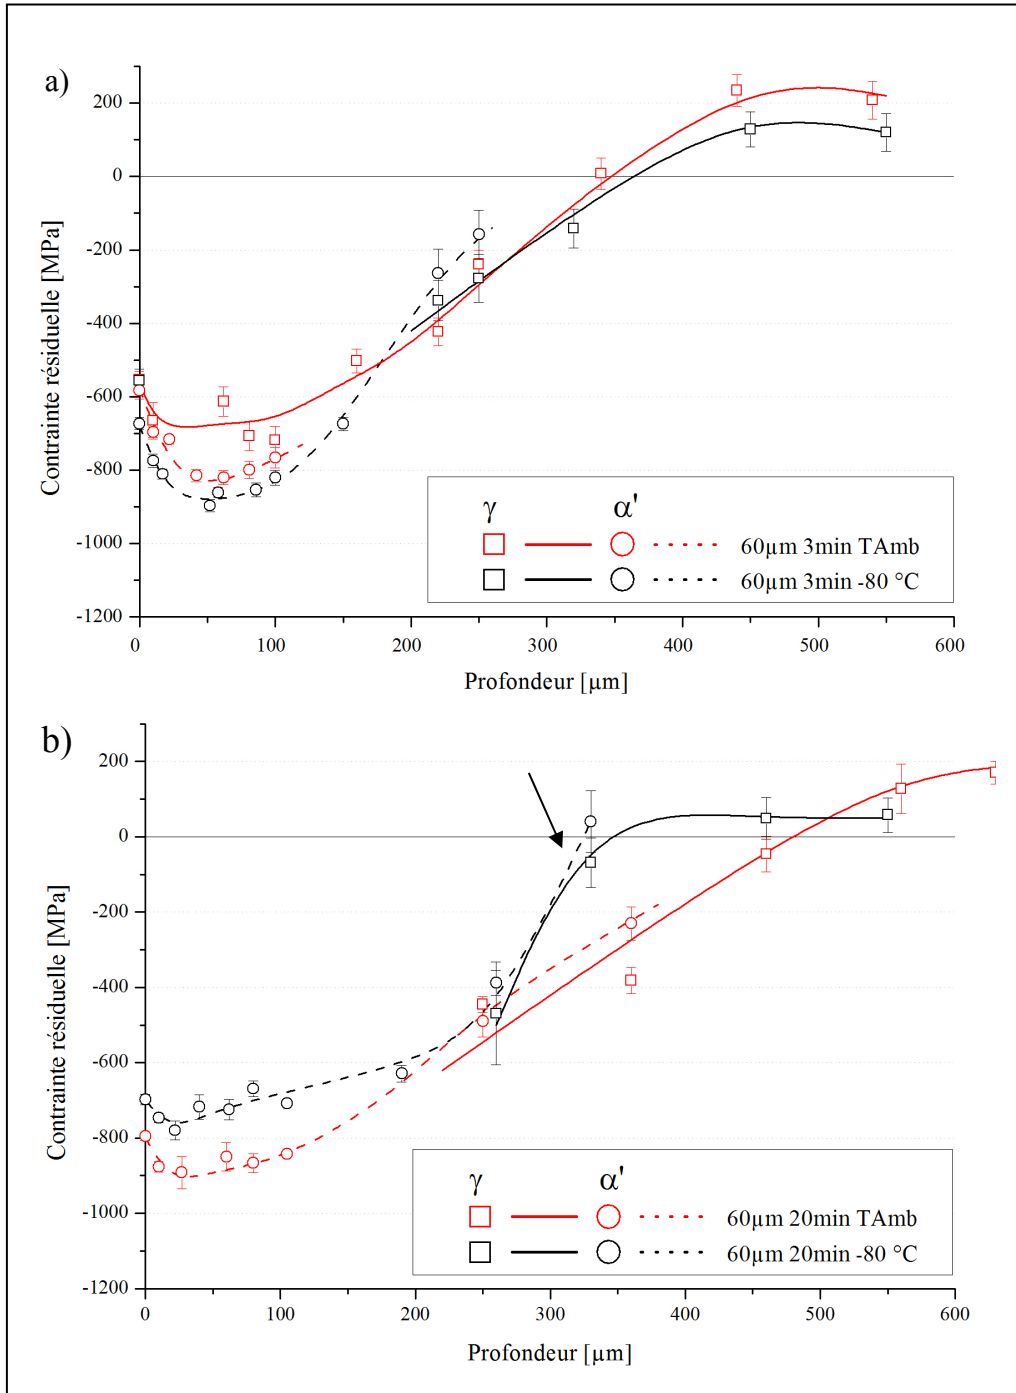 a)
200
0
-200
-400
-600
-800
-1000
-1200
Contrainte résiduelle [MPa]
γ α'
60µm 3min TAmb
60µm 3min -80 °C
0 100 200 300 400 500 600
Profondeur [µm]
b)
200
0
-200
-400
-600
-800
-1000
-1200
Contrainte résiduelle [MPa]
γ α'
60µm 20min TAmb
60µm 20min -80 °C
0 100 200 300 400 500 600
Profondeur [µm]